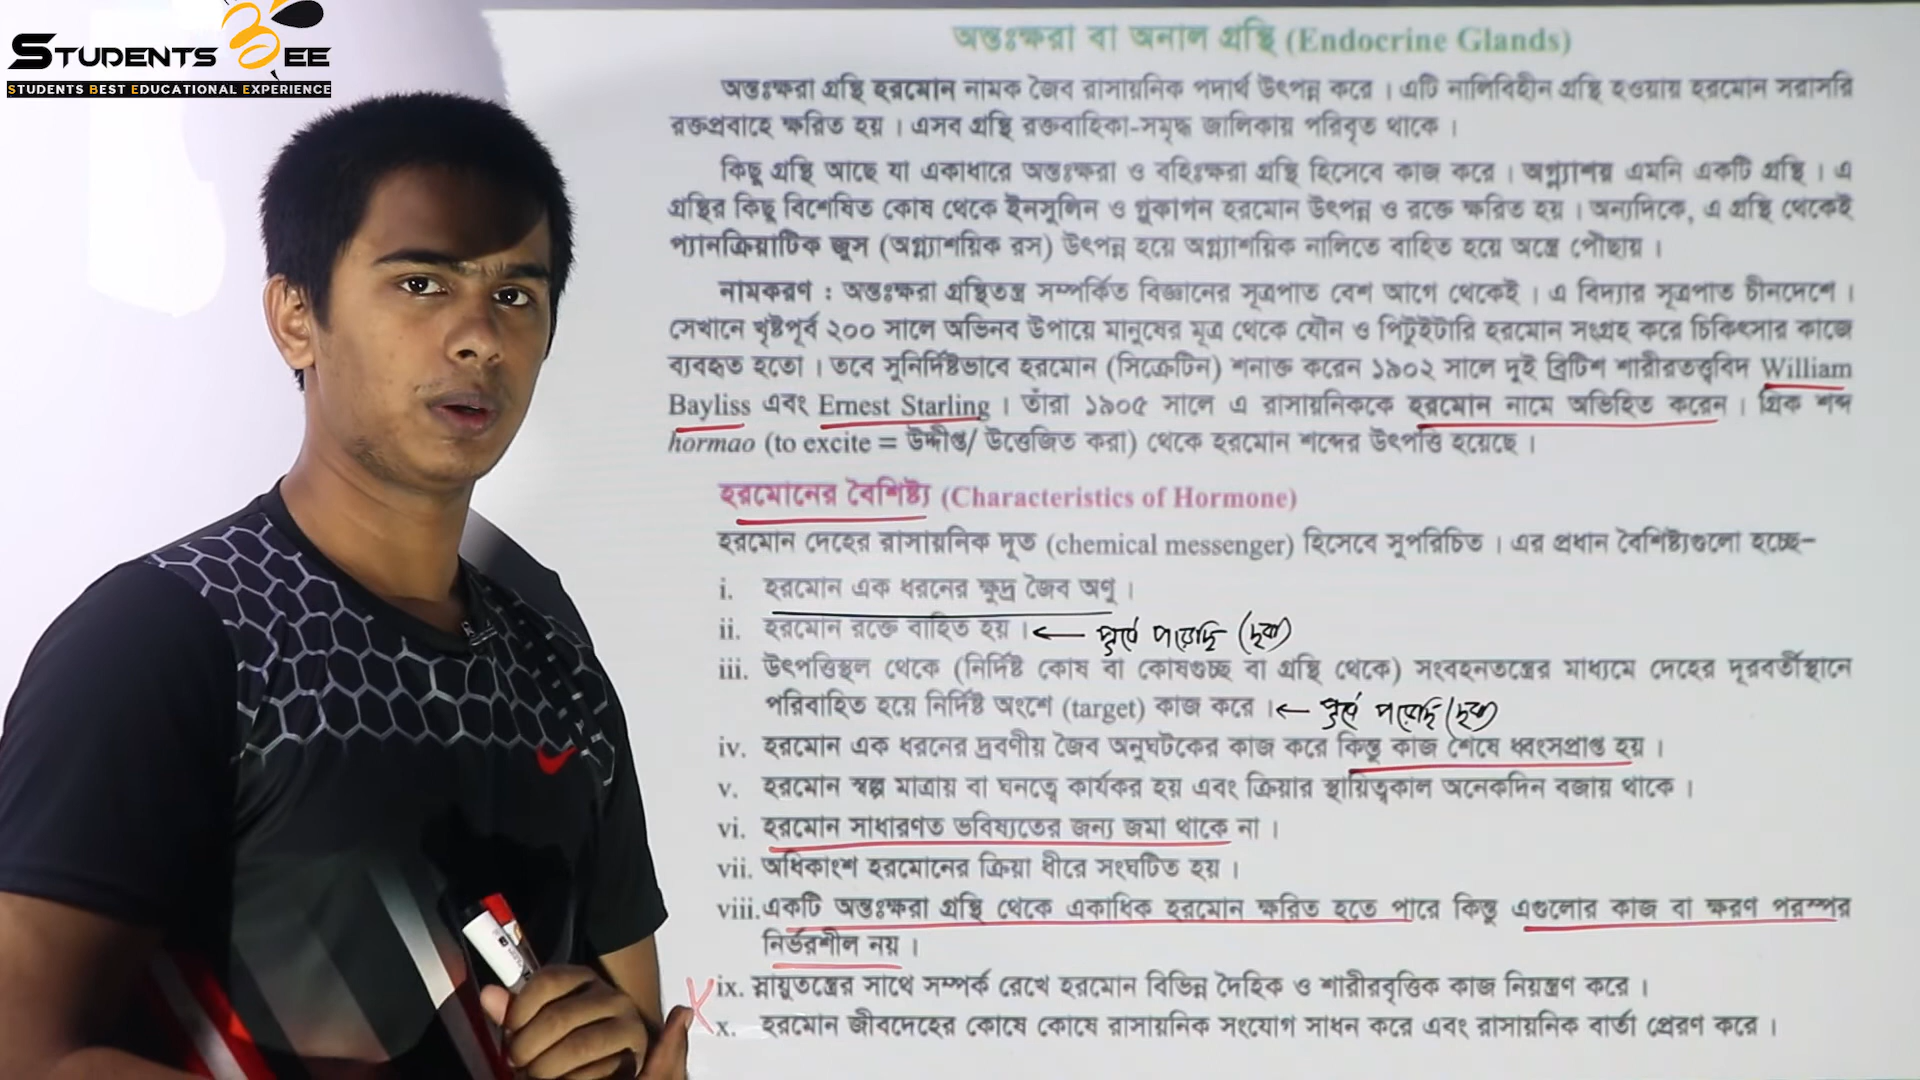 STUDENTS BEE
STUDENTS BEST EDUCATIONAL EXPERIENCE
অন্তঃক্ষরা বা অনাল গ্রন্থি (Endocrine Glands)
অন্তঃক্ষরা গ্রন্থি হরমোন নামক জৈব রাসায়নিক পদার্থ উৎপন্ন করে । এটি নালিবিহীন গ্রন্থি হওয়ায় হরমোন সরাসরি
রক্তপ্রবাহে ক্ষরিত হয় । এসব গ্রন্থি রক্তবাহিকা-সমৃদ্ধ জালিকায় পরিবৃত থাকে ।
কিছু গ্রন্থি আছে যা একাধারে অন্তঃক্ষরা ও বহিঃক্ষরা গ্রন্থি হিসেবে কাজ করে । অগ্ন্যাশয় এমনি একটি গ্রন্থি । এ
গ্রন্থির কিছু বিশেষিত কোষ থেকে ইনসুলিন ও গ্লুকাগন হরমোন উৎপন্ন ও রক্তে ক্ষরিত হয় । অন্যদিকে, এ গ্রন্থি থেকেই
প্যানক্রিয়াটিক জুস (অগ্ন্যাশয়িক রস) উৎপন্ন হয়ে অগ্ন্যাশয়িক নালিতে বাহিত হয়ে অন্ত্রে পৌছায় ।
নামকরণ : অন্তঃক্ষরা গ্রন্থিতন্ত্র সম্পর্কিত বিজ্ঞানের সূত্রপাত বেশ আগে থেকেই । এ বিদ্যার সূত্রপাত চীনদেশে ।
সেখানে খৃষ্টপূর্ব ২০০ সালে অভিনব উপায়ে মানুষের মূত্র থেকে যৌন ও পিটুইটারি হরমোন সংগ্রহ করে চিকিৎসার কাজে
ব্যবহৃত হতো । তবে সুনির্দিষ্টভাবে হরমোন (সিক্রেটিন) শনাক্ত করেন ১৯০২ সালে দুই ব্রিটিশ শারীরতত্ত্ববিদ William
Bayliss এবং Ernest Starling । তাঁরা ১৯০৫ সালে এ রাসায়নিককে হরমোন নামে অভিহিত করেন । গ্রিক শব্দ
hormao (to excite = উদ্দীপ্ত/ উত্তেজিত করা) থেকে হরমোন শব্দের উৎপত্তি হয়েছে ।
হরমোনের বৈশিষ্ট্য (Characteristics of Hormone)
হরমোন দেহের রাসায়নিক দূত (chemical messenger) হিসেবে সুপরিচিত । এর প্রধান বৈশিষ্ট্যগুলো হচ্ছে–
i. হরমোন এক ধরনের ক্ষুদ্র জৈব অণু ।
ii. হরমোন রক্তে বাহিত হয় । ← পূর্বে পড়েছি
iii. উৎপত্তিস্থল থেকে (নির্দিষ্ট কোষ বা কোষগুচ্ছ বা গ্রন্থি থেকে) সংবহনতন্ত্রের মাধ্যমে দেহের দূরবর্তীস্থানে
পরিবাহিত হয়ে নির্দিষ্ট অংশে (target) কাজ করে । ← পূর্বে পড়েছি
iv. হরমোন এক ধরনের দ্রবণীয় জৈব অনুঘটকের কাজ করে কিন্তু কাজ শেষে ধ্বংসপ্রাপ্ত হয় ।
v. হরমোন স্বল্প মাত্রায় বা ঘনত্বে কার্যকর হয় এবং ক্রিয়ার স্থায়িত্বকাল অনেকদিন বজায় থাকে ।
vi. হরমোন সাধারণত ভবিষ্যতের জন্য জমা থাকে না ।
vii. অধিকাংশ হরমোনের ক্রিয়া ধীরে সংঘটিত হয় ।
viii. একটি অন্তঃক্ষরা গ্রন্থি থেকে একাধিক হরমোন ক্ষরিত হতে পারে কিন্তু এগুলোর কাজ বা ক্ষরণ পরস্পর
নির্ভরশীল নয় ।
ix. স্নায়ুতন্ত্রের সাথে সম্পর্ক রেখে হরমোন বিভিন্ন দৈহিক ও শারীরবৃত্তিক কাজ নিয়ন্ত্রণ করে ।
x. হরমোন জীবদেহের কোষে কোষে রাসায়নিক সংযোগ সাধন করে এবং রাসায়নিক বার্তা প্রেরণ করে ।